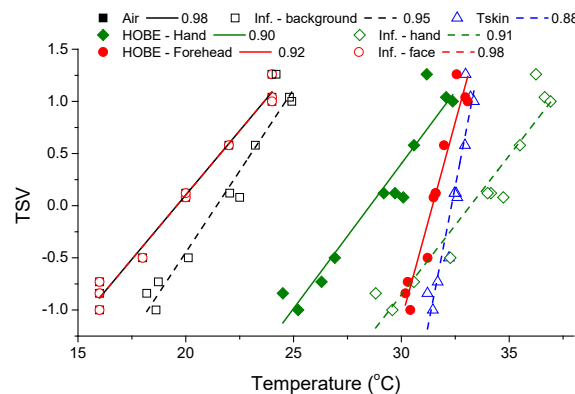 Air 0.98 Inf. - background 0.95 Tskin 0.88
HOBE - Hand 0.90 Inf. - hand 0.91
HOBE - Forehead 0.92 Inf. - face 0.98
1.5
1.0
0.5
0.0
-0.5
-1.0
TSV
15 20 25 30 35
Temperature (°C)